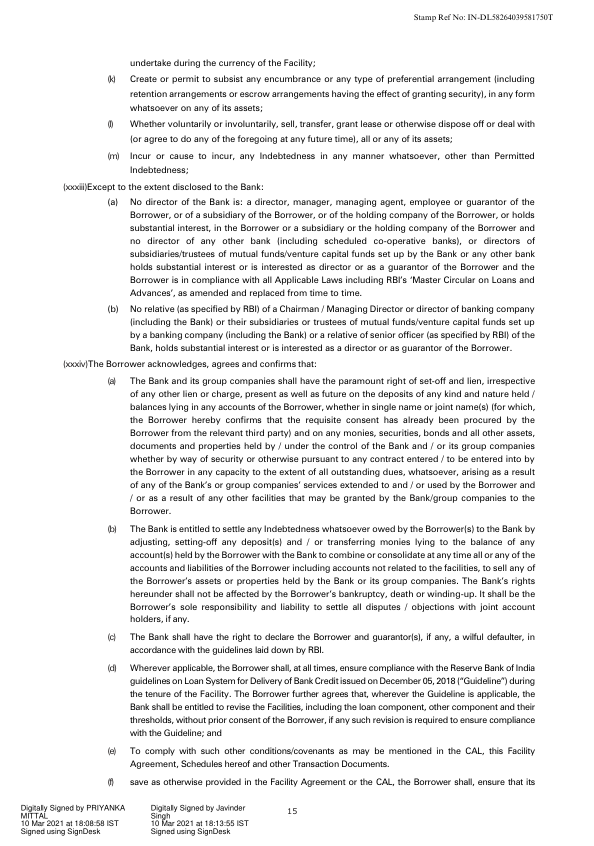 Stamp Ref No: IN-DL58264039581750T
undertake during the currency of the Facility;
(k) Create or permit to subsist any encumbrance or any type of preferential arrangement (including
retention arrangements or escrow arrangements having the effect of granting security), in any form
whatsoever on any of its assets;
(l) Whether voluntarily or involuntarily, sell, transfer, grant lease or otherwise dispose off or deal with
(or agree to do any of the foregoing at any future time), all or any of its assets;
(m) Incur or cause to incur, any Indebtedness in any manner whatsoever, other than Permitted
Indebtedness;
(xxxiii)Except to the extent disclosed to the Bank:
(a) No director of the Bank is: a director, manager, managing agent, employee or guarantor of the
Borrower, or of a subsidiary of the Borrower, or of the holding company of the Borrower, or holds
substantial interest, in the Borrower or a subsidiary or the holding company of the Borrower and
no director of any other bank (including scheduled co-operative banks), or directors of
subsidiaries/trustees of mutual funds/venture capital funds set up by the Bank or any other bank
holds substantial interest or is interested as director or as a guarantor of the Borrower and the
Borrower is in compliance with all Applicable Laws including RBI's 'Master Circular on Loans and
Advances', as amended and replaced from time to time.
(b) No relative (as specified by RBI) of a Chairman / Managing Director or director of banking company
(including the Bank) or their subsidiaries or trustees of mutual funds/venture capital funds set up
by a banking company (including the Bank) or a relative of senior officer (as specified by RBI) of the
Bank, holds substantial interest or is interested as a director or as guarantor of the Borrower.
(xxxiv)The Borrower acknowledges, agrees and confirms that:
(a) The Bank and its group companies shall have the paramount right of set-off and lien, irrespective
of any other lien or charge, present as well as future on the deposits of any kind and nature held /
balances lying in any accounts of the Borrower, whether in single name or joint name(s) (for which,
the Borrower hereby confirms that the requisite consent has already been procured by the
Borrower from the relevant third party) and on any monies, securities, bonds and all other assets,
documents and properties held by / under the control of the Bank and / or its group companies
whether by way of security or otherwise pursuant to any contract entered / to be entered into by
the Borrower in any capacity to the extent of all outstanding dues, whatsoever, arising as a result
of any of the Bank's or group companies' services extended to and / or used by the Borrower and
/ or as a result of any other facilities that may be granted by the Bank/group companies to the
Borrower.
(b) The Bank is entitled to settle any Indebtedness whatsoever owed by the Borrower(s) to the Bank by
adjusting, setting-off any deposit(s) and / or transferring monies lying to the balance of any
account(s) held by the Borrower with the Bank to combine or consolidate at any time all or any of the
accounts and liabilities of the Borrower including accounts not related to the facilities, to sell any of
the Borrower's assets or properties held by the Bank or its group companies. The Bank's rights
hereunder shall not be affected by the Borrower's bankruptcy, death or winding-up. It shall be the
Borrower's sole responsibility and liability to settle all disputes / objections with joint account
holders, if any.
(c) The Bank shall have the right to declare the Borrower and guarantor(s), if any, a wilful defaulter, in
accordance with the guidelines laid down by RBI.
(d) Wherever applicable, the Borrower shall, at all times, ensure compliance with the Reserve Bank of India
guidelines on Loan System for Delivery of Bank Credit issued on December 05, 2018 ("Guideline") during
the tenure of the Facility. The Borrower further agrees that, wherever the Guideline is applicable, the
Bank shall be entitled to revise the Facilities, including the loan component, other component and their
thresholds, without prior consent of the Borrower, if any such revision is required to ensure compliance
with the Guideline; and
(e) To comply with such other conditions/covenants as may be mentioned in the CAL, this Facility
Agreement, Schedules hereof and other Transaction Documents.
(f) save as otherwise provided in the Facility Agreement or the CAL, the Borrower shall, ensure that its
Digitally Signed by PRIYANKA
MITTAL
10 Mar 2021 at 18:08:58 IST
Signed using SignDesk
Digitally Signed by Javinder
Singh
10 Mar 2021 at 18:13:55 IST
Signed using SignDesk
15